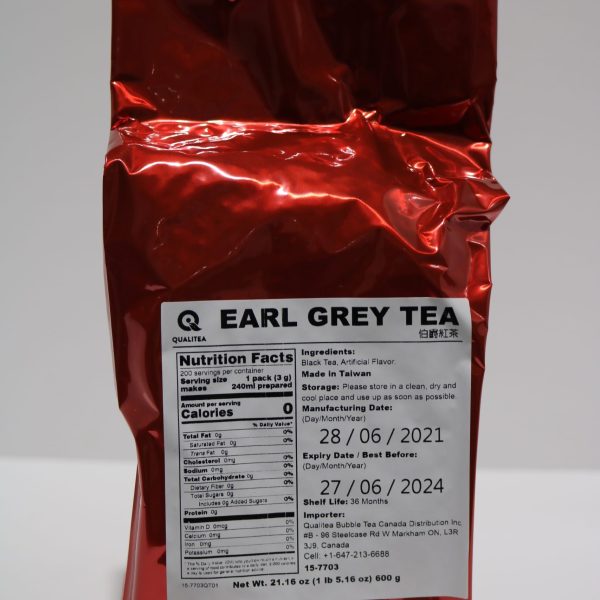 EARL GREY TEA
QUALITEA
伯爵紅茶
Nutrition Facts
200 servings per container
Serving size 1 pack (3 g)
makes 240ml prepared
Amount per serving
Calories 0
% Daily Value*
Total Fat 0g 0%
Saturated Fat 0g 0%
Trans Fat 0g
Cholesterol 0mg 0%
Sodium 0mg 0%
Total Carbohydrate 0g 0%
Dietary Fiber 0g 0%
Total Sugars 0g
Includes 0g Added Sugars 0%
Protein 0g
Vitamin D 0mcg 0%
Calcium 0mg 0%
Iron 0mg 0%
Potassium 0mg 0%
15-7703QT01
Ingredients:
Black Tea, Artificial Flavor.
Made in Taiwan
Storage: Please store in a clean, dry and
cool place and use up as soon as possible.
Manufacturing Date:
(Day/Month/Year)
28 / 06 / 2021
Expiry Date / Best Before:
(Day/Month/Year)
27 / 06 / 2024
Shelf Life: 36 Months
Importer:
Qualitea Bubble Tea Canada Distribution Inc.
#B - 96 Steelcase Rd W Markham ON, L3R
3J9, Canada
Cell: +1-647-213-6688
15-7703
Net Wt. 21.16 oz (1 lb 5.16 oz) 600 g